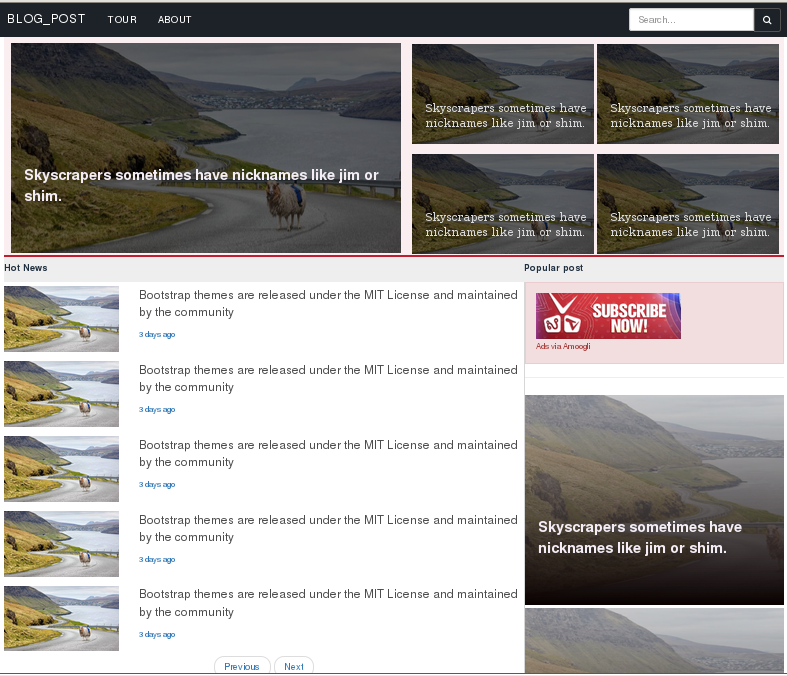 BLOG_POST TOUR ABOUT Search...
Skyscrapers sometimes have nicknames like jim or
shim.
Skyscrapers sometimes have
nicknames like jim or shim.
Skyscrapers sometimes have
nicknames like jim or shim.
Skyscrapers sometimes have
nicknames like jim or shim.
Skyscrapers sometimes have
nicknames like jim or shim.
Hot News
Bootstrap themes are released under the MIT License and maintained
by the community
3 days ago
Bootstrap themes are released under the MIT License and maintained
by the community
3 days ago
Bootstrap themes are released under the MIT License and maintained
by the community
3 days ago
Bootstrap themes are released under the MIT License and maintained
by the community
3 days ago
Bootstrap themes are released under the MIT License and maintained
by the community
3 days ago
Previous Next
Popular post
SUBSCRIBE
NOW!
Ads via Amoogli
Skyscrapers sometimes have
nicknames like jim or shim.